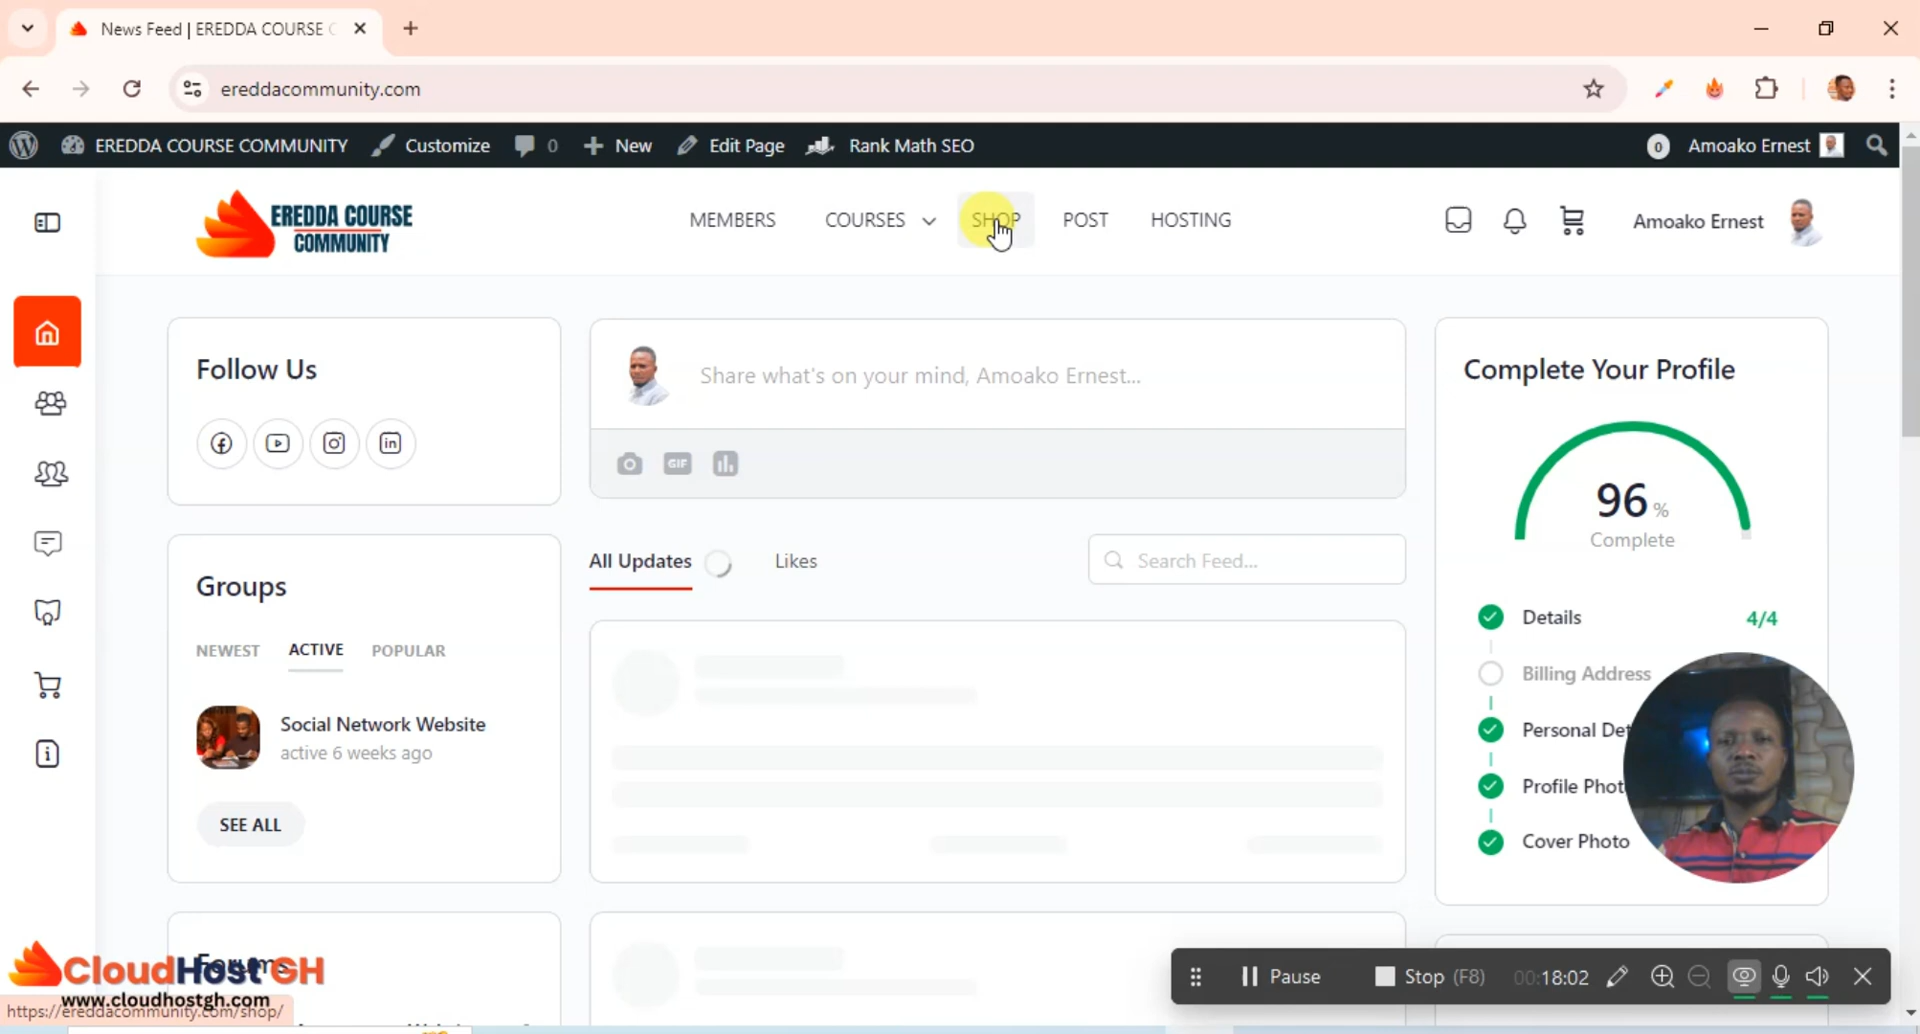 News Feed | EREDDA COURSE C
ereddacommunity.com
EREDDA COURSE COMMUNITY
Customize
0
New
Edit Page
Rank Math SEO
0
Amoako Ernest
EREDDA COURSE
COMMUNITY
MEMBERS
COURSES
SHOP
POST
HOSTING
Amoako Ernest
Follow Us
Share what's on your mind, Amoako Ernest...
GIF
Complete Your Profile
96 %
Complete
Details 4/4
Billing Address
Personal Det
Profile Phot
Cover Photo
All Updates
Likes
Search Feed...
Groups
NEWEST
ACTIVE
POPULAR
Social Network Website
active 6 weeks ago
SEE ALL
Forums
CloudHost GH
www.cloudhostgh.com
https://ereddacommunity.com/shop/
Pause
Stop (F8)
00:18:02